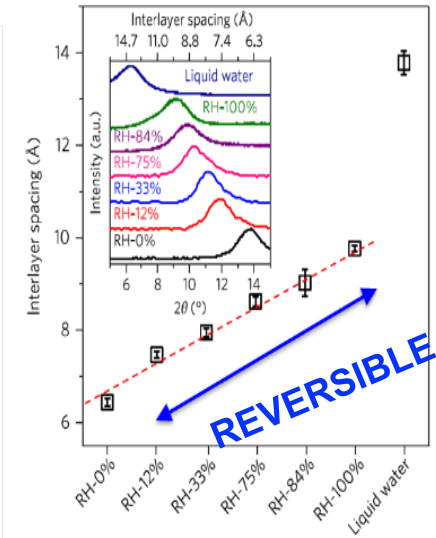 Interlayer spacing (Å)
14.7 11.0 8.8 7.4 6.3
Liquid water
RH-100%
RH-84%
RH-75%
RH-33%
RH-12%
RH-0%
Intensity (a.u.)
6 8 10 12 14
2θ (°)
Interlayer spacing (Å)
14
12
10
8
6
REVERSIBLE
RH-0%
RH-12%
RH-33%
RH-75%
RH-84%
RH-100%
Liquid water